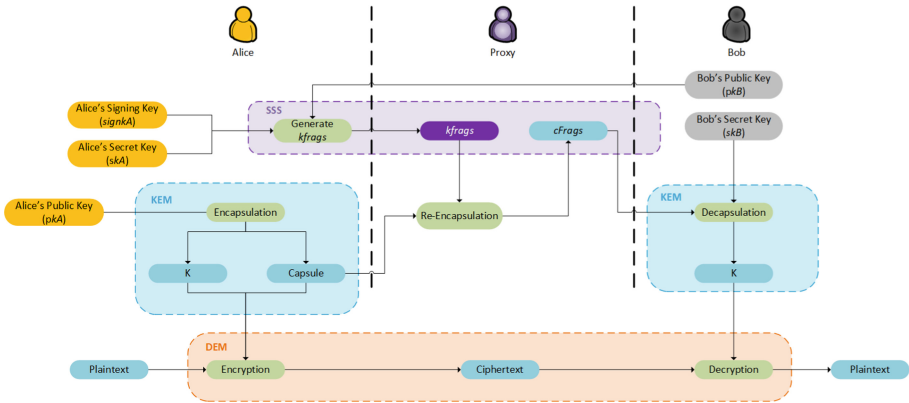 Alice
Proxy
Bob
Bob's Public Key
(pkB)
SSS
Alice's Signing Key
(signkA)
Generate
kfrags
kfrags
cFrags
Bob's Secret Key
(skB)
Alice's Secret Key
(skA)
Alice's Public Key
(pkA)
KEM
Encapsulation
Re-Encapsulation
KEM
Decapsulation
K
Capsule
K
DEM
Plaintext
Encryption
Ciphertext
Decryption
Plaintext